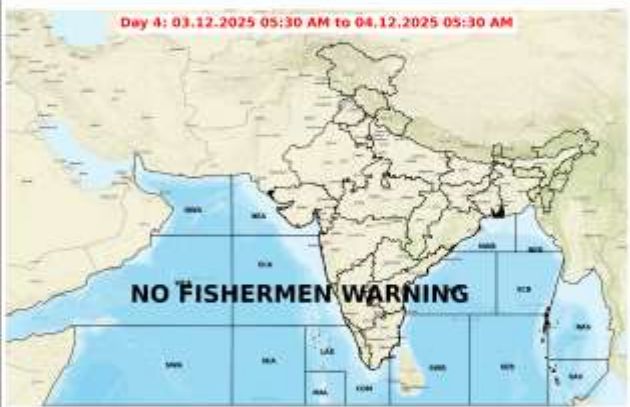 Day 4: 03.12.2025 05:30 AM to 04.12.2025 05:30 AM
NWA
NEA
NWB
NEB
ECA
NO FISHERMEN WARNING
ECB
NAS
LAK
SWA
SEA
SWB
SEB
SAS
MAL
COM